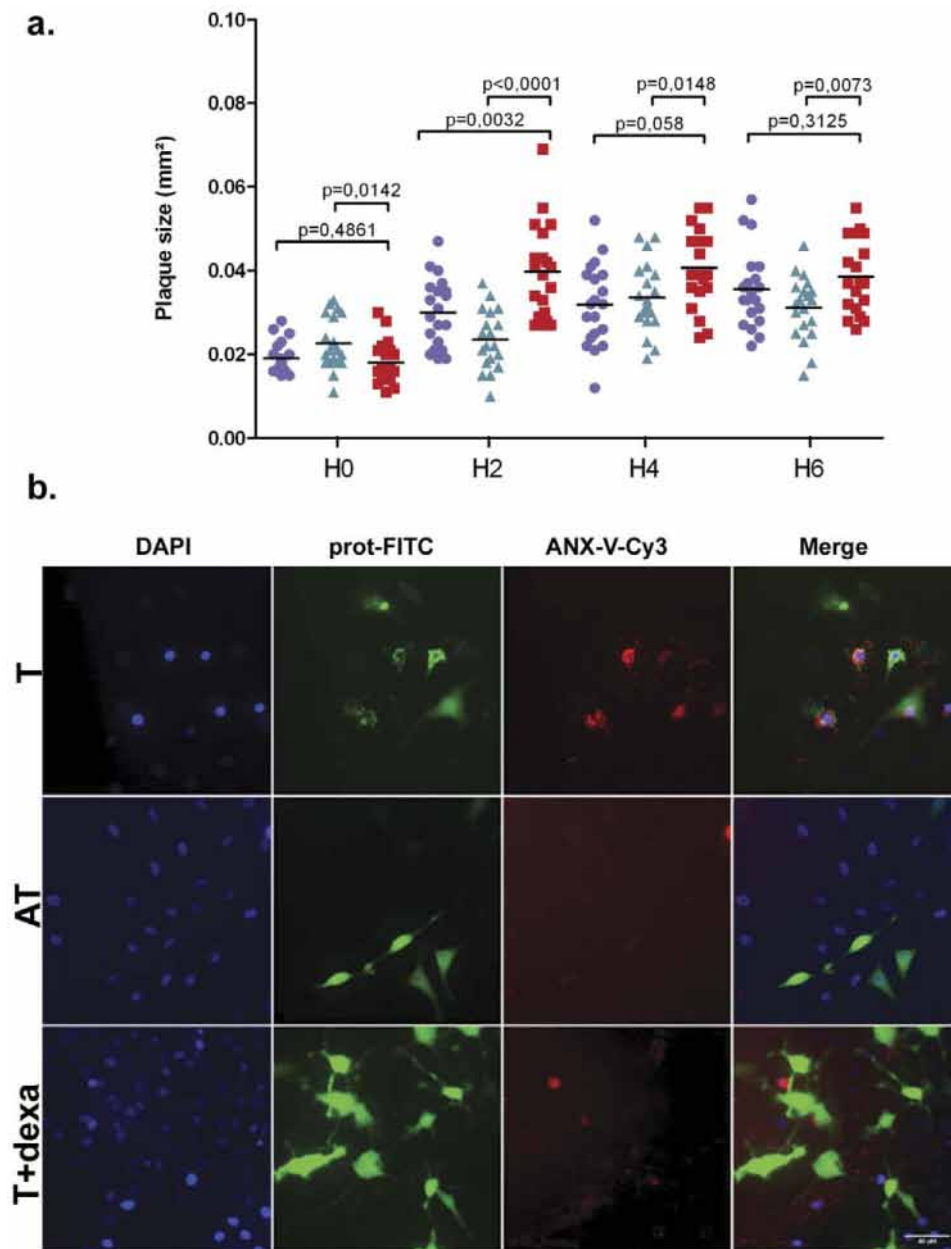 a.
Plaque size (mm²)
0.10
0.08
0.06
0.04
0.02
0.00
p<0,0001
p=0,0148
p=0,0073
p=0,0032
p=0,058
p=0,3125
p=0,0142
p=0,4861
H0
H2
H4
H6
b.
DAPI
prot-FITC
ANX-V-Cy3
Merge
T
AT
T+dexa